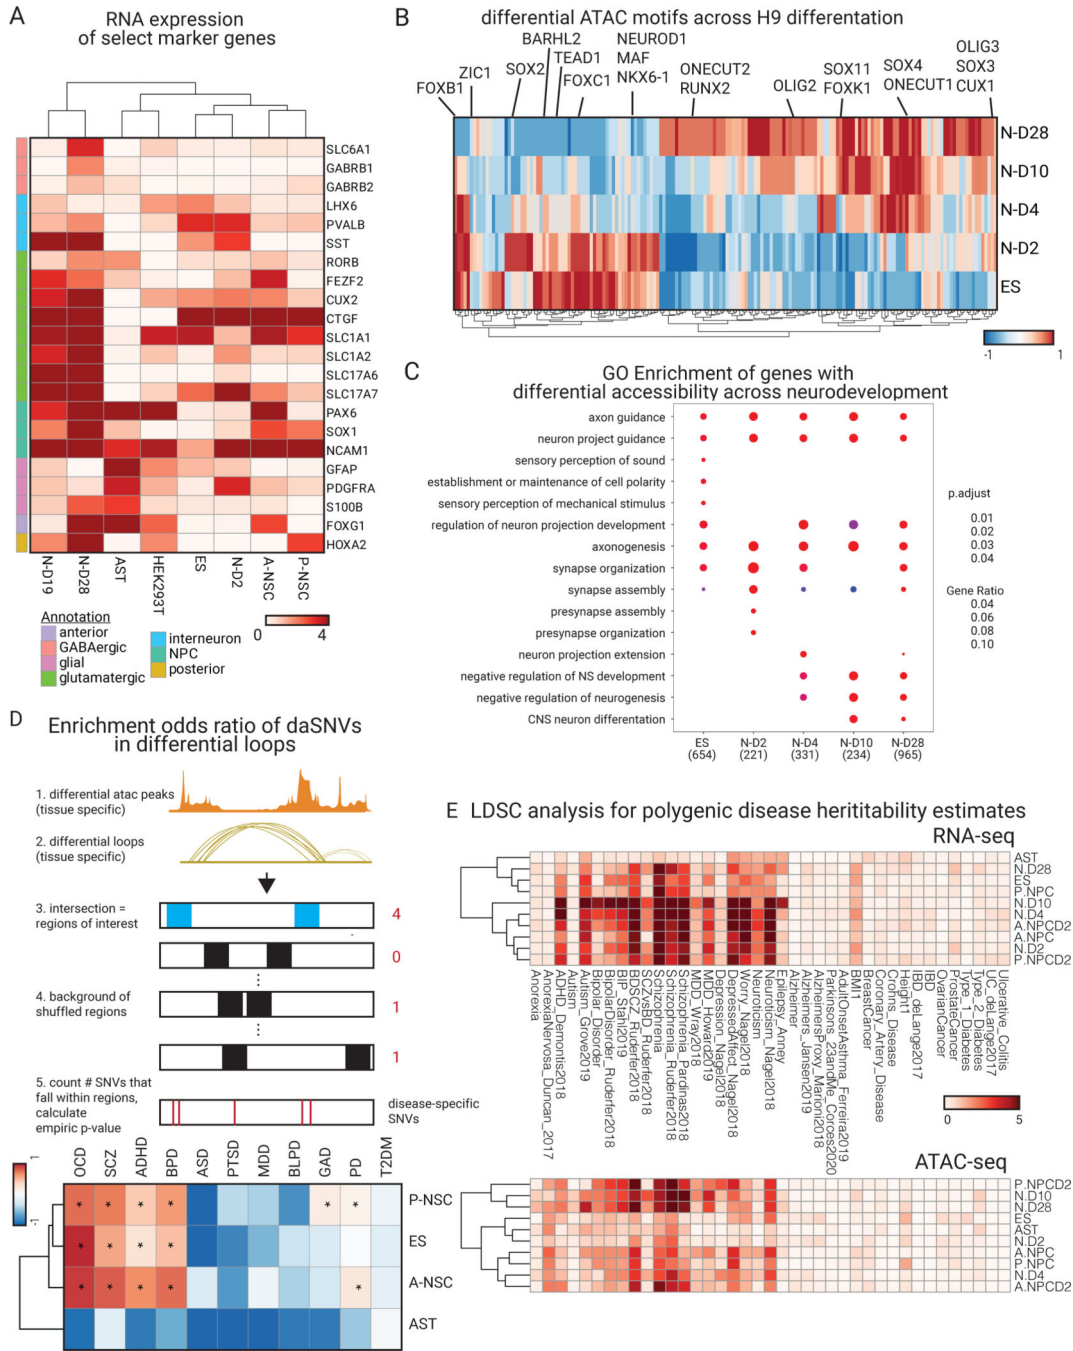 A
RNA expression
of select marker genes
SLC6A1
GABRB1
GABRB2
LHX6
PVALB
SST
RORB
FEZF2
CUX2
CTGF
SLC1A1
SLC1A2
SLC17A6
SLC17A7
PAX6
SOX1
NCAM1
GFAP
PDGFRA
S100B
FOXG1
HOXA2
N-D19
N-D28
AST
HEK293T
ES
N-D2
A-NSC
P-NSC
Annotation
anterior
GABAergic
glial
glutamatergic
interneuron
NPC
posterior
0
4
B
differential ATAC motifs across H9 differentation
FOXB1
ZIC1
SOX2
BARHL2
TEAD1
FOXC1
NEUROD1
MAF
NKX6-1
ONECUT2
RUNX2
OLIG2
SOX11
FOXK1
SOX4
ONECUT1
OLIG3
SOX3
CUX1
N-D28
N-D10
N-D4
N-D2
ES
-1
1
C
GO Enrichment of genes with
differential accessibility across neurodevelopment
axon guidance
neuron project guidance
sensory perception of sound
establishment or maintenance of cell polarity
sensory perception of mechanical stimulus
regulation of neuron projection development
axonogenesis
synapse organization
synapse assembly
presynapse assembly
presynapse organization
neuron projection extension
negative regulation of NS development
negative regulation of neurogenesis
CNS neuron differentation
ES
(654)
N-D2
(221)
N-D4
(331)
N-D10
(234)
N-D28
(965)
p.adjust
0.01
0.02
0.03
0.04
Gene Ratio
0.04
0.06
0.08
0.10
D
Enrichment odds ratio of daSNVs
in differential loops
1. differential atac peaks
(tissue specific)
2. differential loops
(tissue specific)
3. intersection =
regions of interest
4
0
4. background of
shuffled regions
1
1
5. count # SNVs that
fall within regions,
calculate
empiric p-value
disease-specific
SNVs
1
-1
OCD
SCZ
ADHD
BPD
ASD
PTSD
MDD
BLPD
GAD
PD
T2DM
P-NSC
ES
A-NSC
AST
E LDSC analysis for polygenic disease herititability estimates
RNA-seq
AST
N.D28
ES
P.NPC
N.D10
N.D4
A.NPCD2
A.NPC
N.D2
P.NPCD2
Anorexia
AnorexiaNervosa_Duncan_2017
ADHD_Demontis2018
Autism
Autism_Grove2019
Bipolar_Disorder
BipolarDisorder_Ruderfer2018
BIP_Stahl2019
BDSCZ_Ruderfer2018
SCZvsBD_Ruderfer2018
Schizophrenia
Schizophrenia_Ruderfer2018
Schizophrenia_Pardinas2018
MDD_Wray2018
MDD_Howard2019
Depression_Nagel2018
DepressedAffect_Nagel2018
Worry_Nagel2018
Neuroticism
Neuroticism_Nagel2018
Epilepsy_Anney
Alzheimer
Alzheimers_Jansen2019
AlzheimersProxy_Marioni2018
Parkinsons_23andMe_Corces2020
AdultOnsetAsthma_Ferreira2019
BMI1
BreastCancer
Coronary_Artery_Disease
Crohns_Disease
Height1
IBD_deLange2017
IBD
OvarianCancer
ProstateCancer
Type_1_Diabetes
Type_2_Diabetes
UC_deLange2017
Ulcerative_Colitis
0
5
ATAC-seq
P.NPCD2
N.D10
N.D28
ES
AST
N.D2
A.NPC
P.NPC
N.D4
A.NPCD2